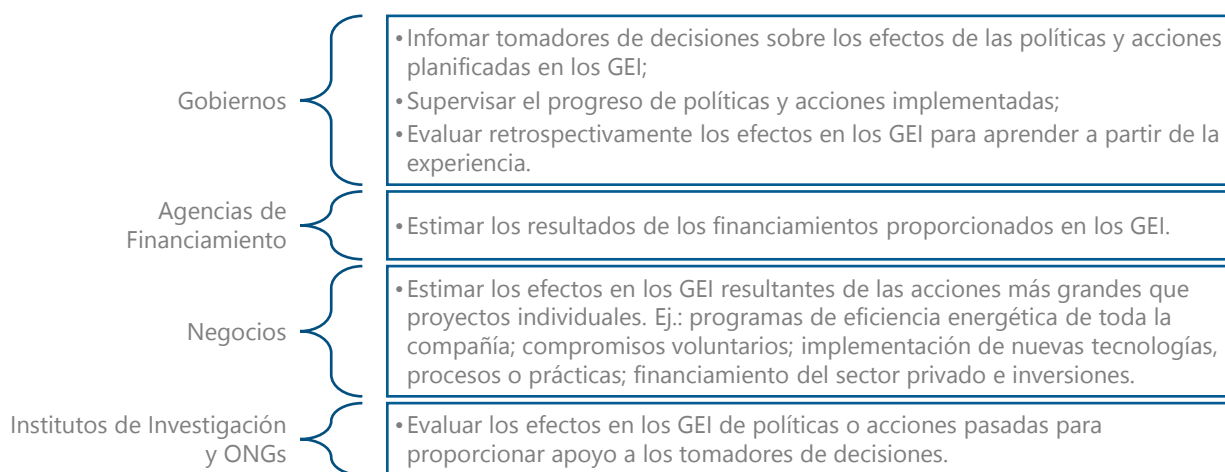 Gobiernos
• Infomar tomadores de decisiones sobre los efectos de las políticas y acciones
planificadas en los GEI;
• Supervisar el progreso de políticas y acciones implementadas;
• Evaluar retrospectivamente los efectos en los GEI para aprender a partir de la
experiencia.
Agencias de
Financiamiento
• Estimar los resultados de los financiamientos proporcionados en los GEI.
Negocios
• Estimar los efectos en los GEI resultantes de las acciones más grandes que
proyectos individuales. Ej.: programas de eficiencia energética de toda la
compañía; compromisos voluntarios; implementación de nuevas tecnologías,
procesos o prácticas; financiamiento del sector privado e inversiones.
Institutos de Investigación
y ONGs
• Evaluar los efectos en los GEI de políticas o acciones pasadas para
proporcionar apoyo a los tomadores de decisiones.